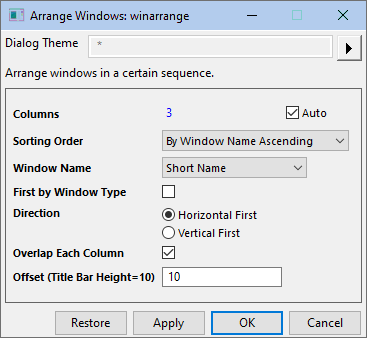 Arrange Windows: winarrange
Dialog Theme *
Arrange windows in a certain sequence.
Columns 3 Auto
Sorting Order By Window Name Ascending
Window Name Short Name
First by Window Type
Direction Horizontal First
Vertical First
Overlap Each Column
Offset (Title Bar Height=10) 10
Restore Apply OK Cancel